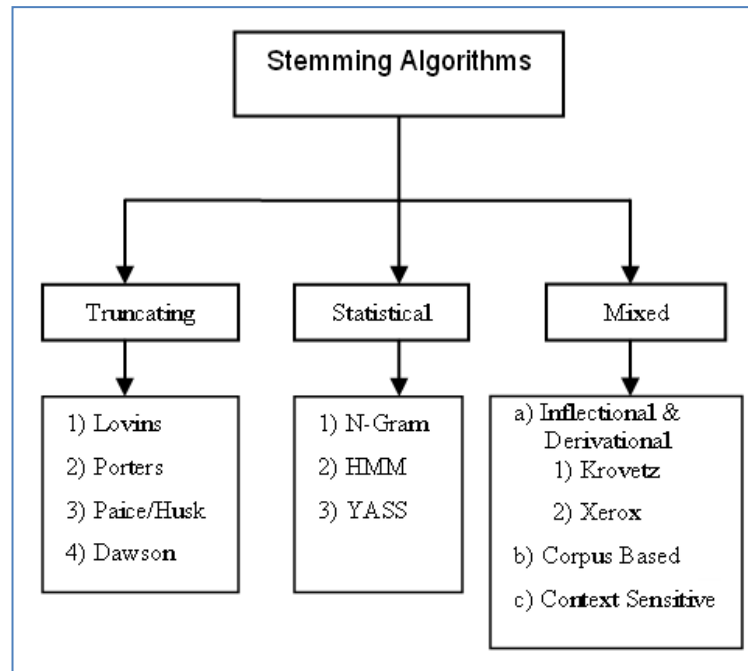 Stemming Algorithms
Truncating
Statistical
Mixed
1) Lovins
2) Porters
3) Paice/Husk
4) Dawson
1) N-Gram
2) HMM
3) YASS
a) Inflectional &
Derivational
1) Krovetz
2) Xerox
b) Corpus Based
c) Context Sensitive